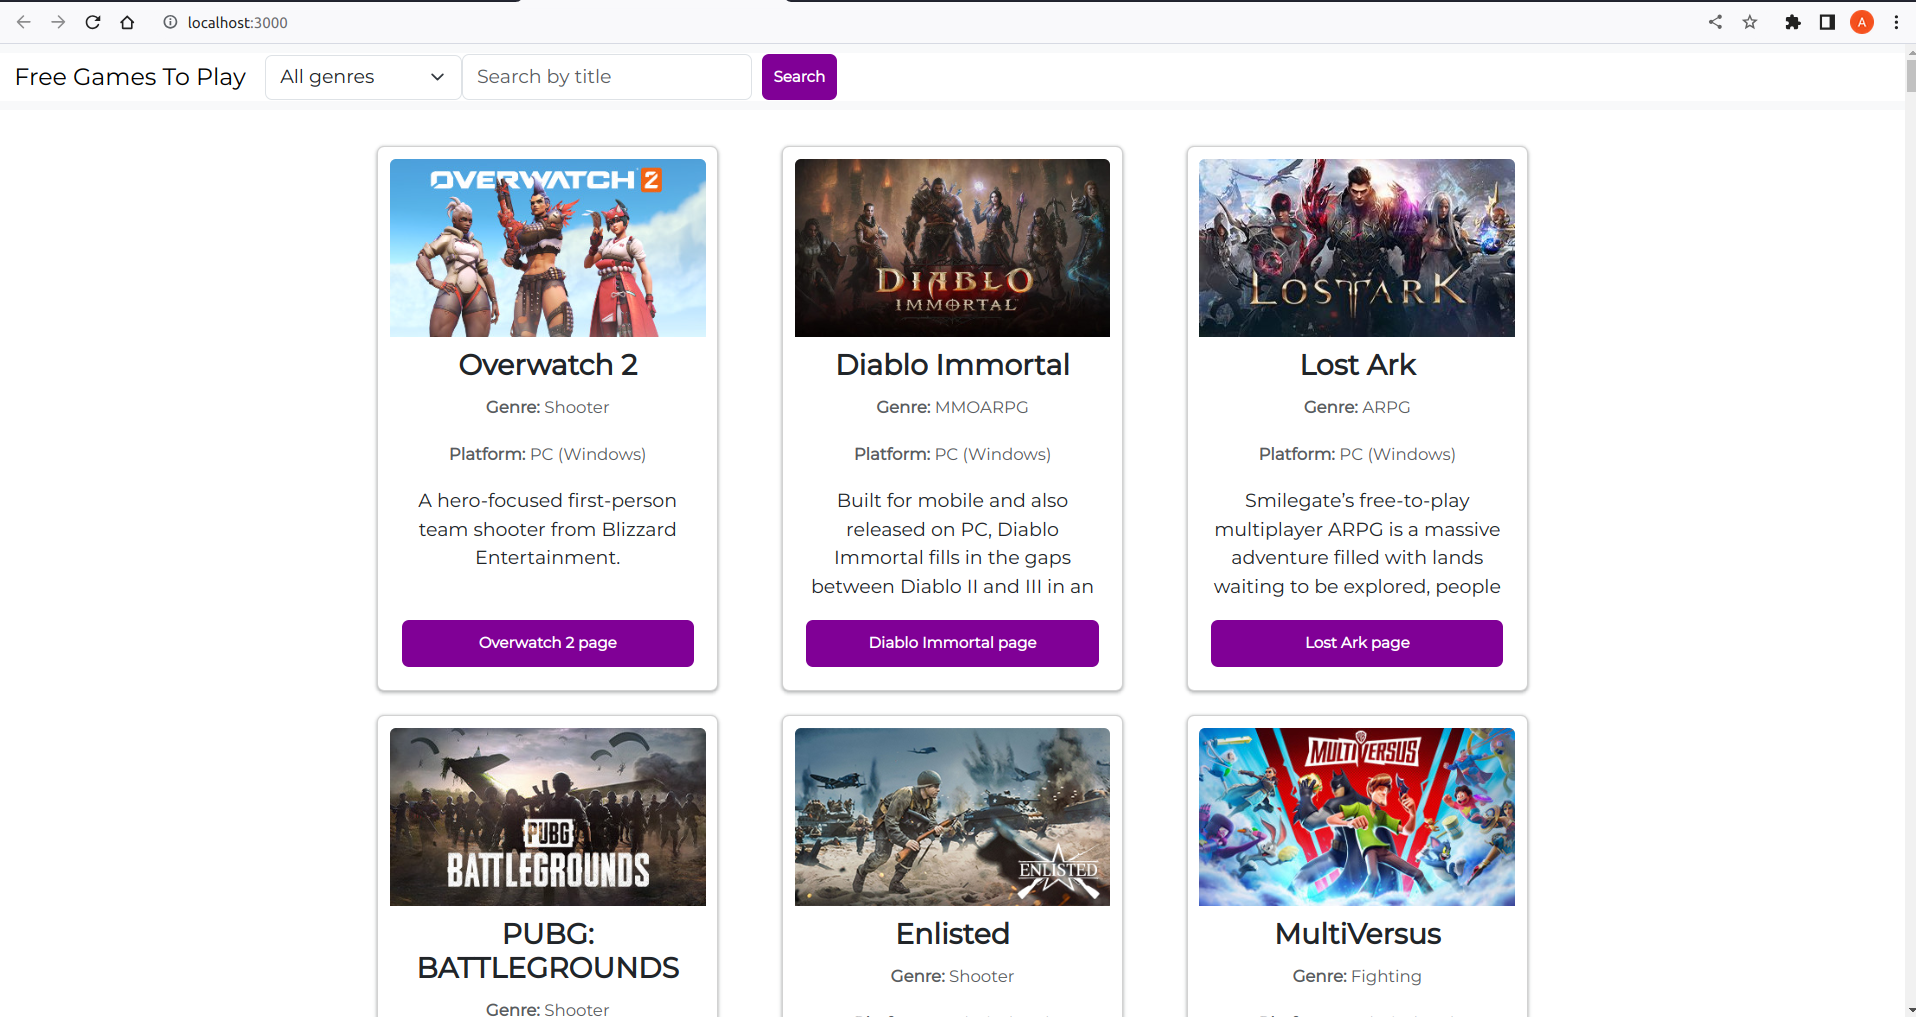 localhost:3000
A
Free Games To Play
All genres
Search by title
Search
OVERWATCH 2
DIABLO
IMMORTAL
LOST ARK
Overwatch 2
Diablo Immortal
Lost Ark
Genre: Shooter
Genre: MMOARPG
Genre: ARPG
Platform: PC (Windows)
Platform: PC (Windows)
Platform: PC (Windows)
A hero-focused first-person
team shooter from Blizzard
Entertainment.
Built for mobile and also
released on PC, Diablo
Immortal fills in the gaps
between Diablo II and III in an
Smilegate’s free-to-play
multiplayer ARPG is a massive
adventure filled with lands
waiting to be explored, people
Overwatch 2 page
Diablo Immortal page
Lost Ark page
PUBG
BATTLEGROUNDS
ENLISTED
MULTIVERSUS
PUBG:
BATTLEGROUNDS
Enlisted
MultiVersus
Genre: Shooter
Genre: Shooter
Genre: Fighting